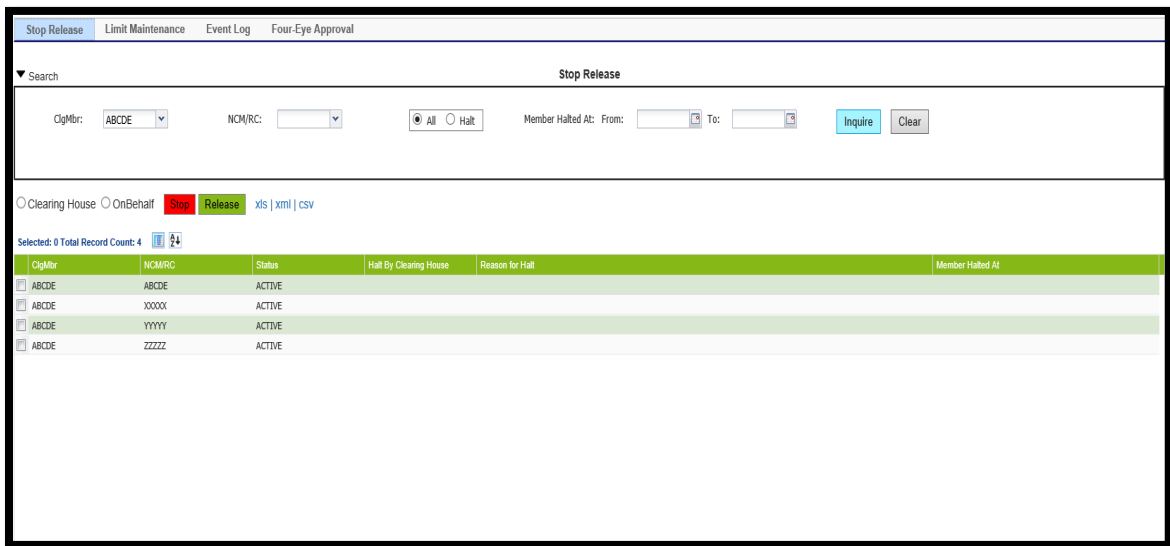 Stop Release Limit Maintenance Event Log Four-Eye Approval
Search Stop Release
ClgMbr: ABCDE NCM/RC: All Halt Member Halted At: From: To: Inquire Clear
Clearing House OnBehalf Stop Release xls | xml | csv
Selected: 0 Total Record Count: 4
ClgMbr NCM/RC Status Halt By Clearing House Reason for Halt Member Halted At
ABCDE ABCDE ACTIVE
ABCDE XXXXX ACTIVE
ABCDE YYYYY ACTIVE
ABCDE ZZZZZ ACTIVE